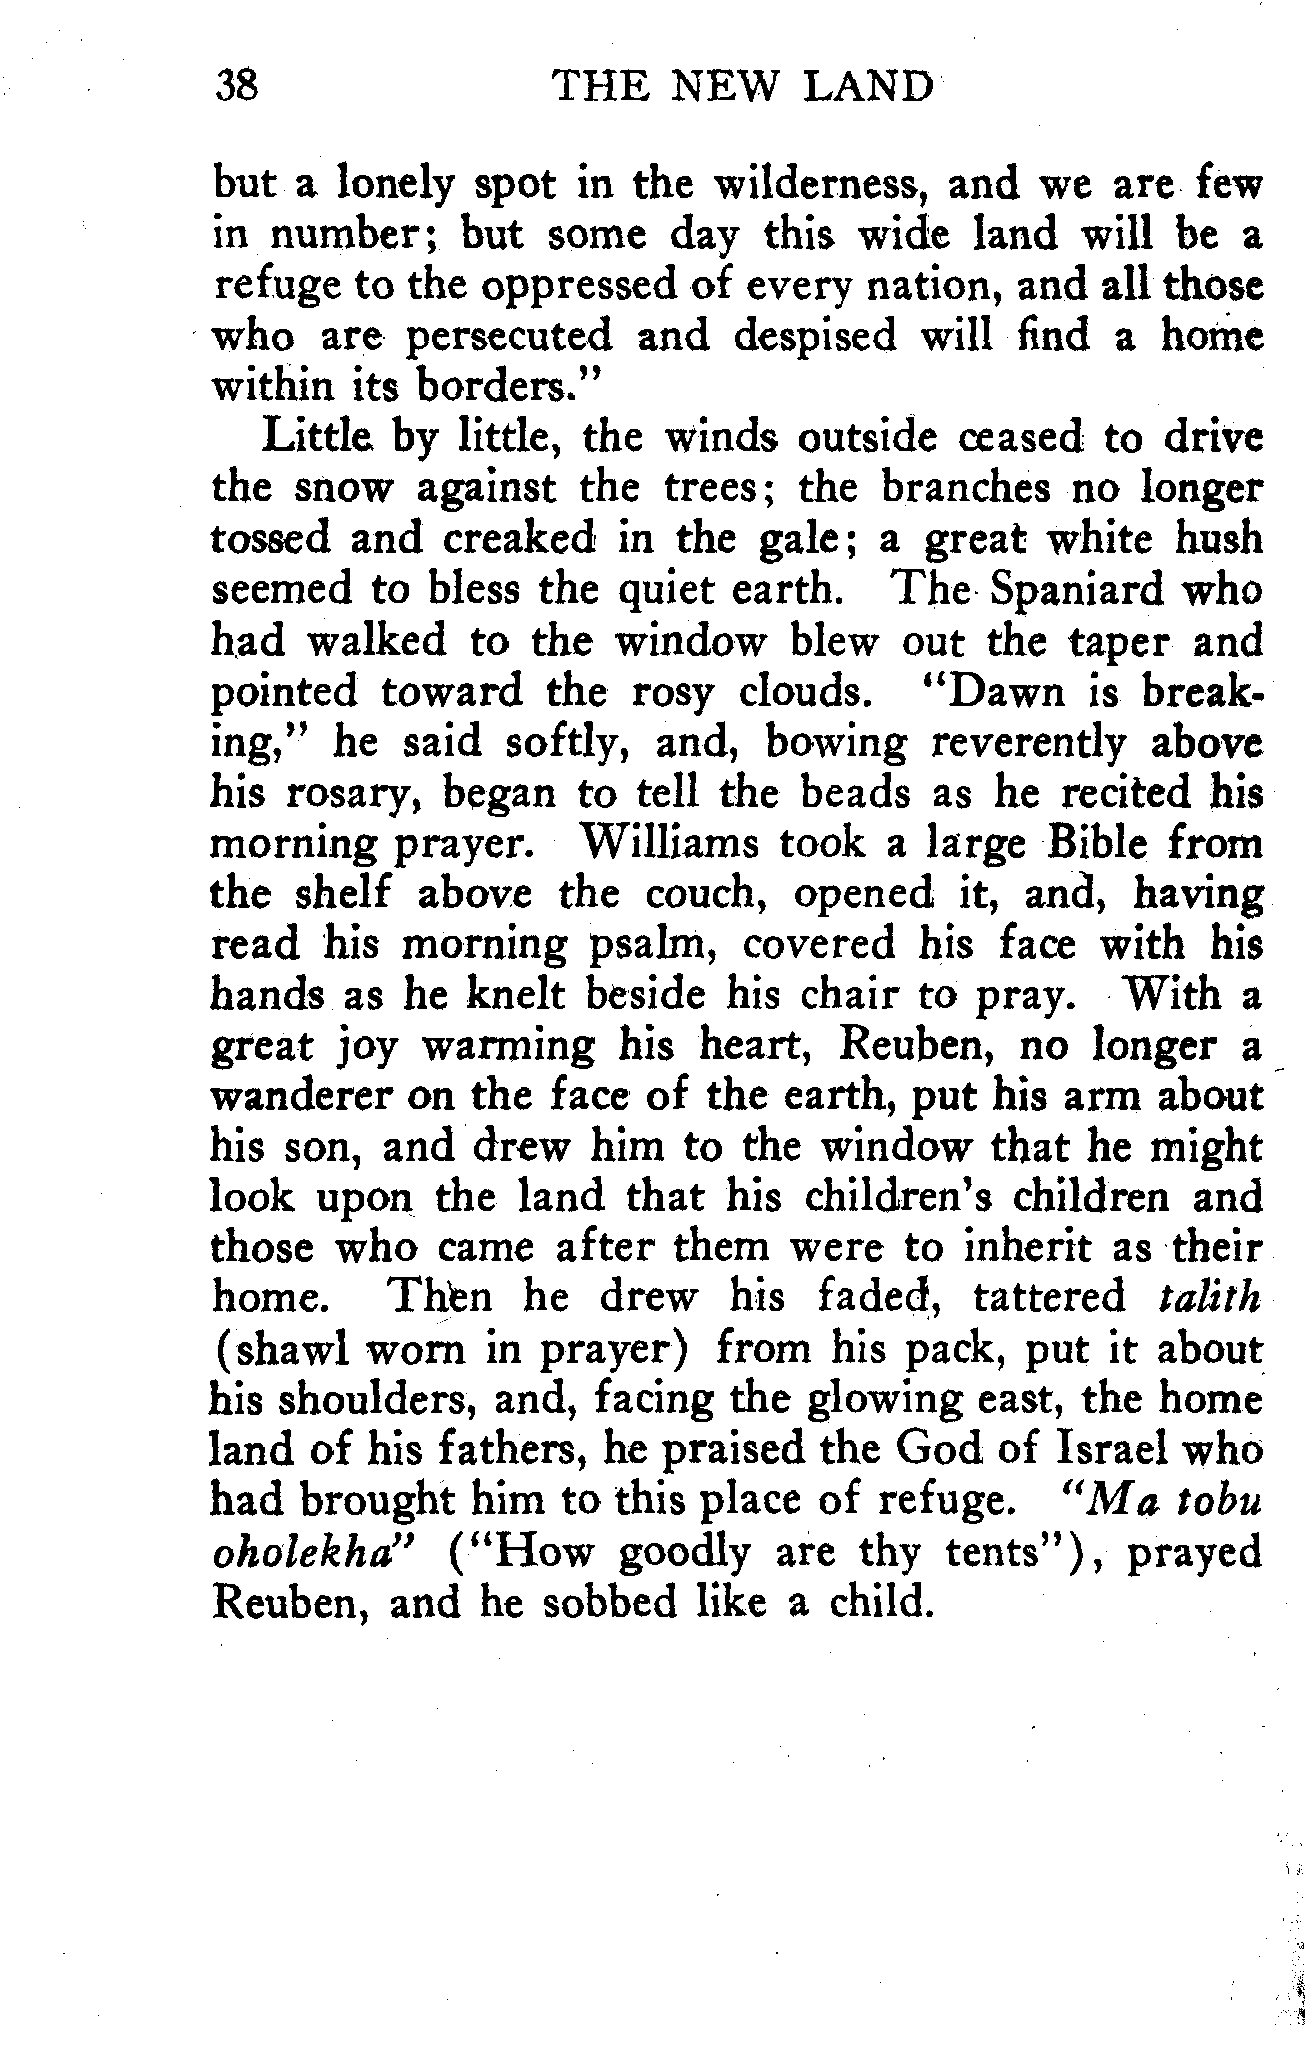 38 THE NEW LAND
but a lonely spot in the wilderness, and we are few
in number; but some day this wide land will be a
refuge to the oppressed of every nation, and all those
who are persecuted and despised will find a home
within its borders."
Little by little, the winds outside ceased to drive
the snow against the trees; the branches no longer
tossed and creaked in the gale; a great white hush
seemed to bless the quiet earth. The Spaniard who
had walked to the window blew out the taper and
pointed toward the rosy clouds. "Dawn is break-
ing," he said softly, and, bowing reverently above
his rosary, began to tell the beads as he recited his
morning prayer. Williams took a large Bible from
the shelf above the couch, opened it, and, having
read his morning psalm, covered his face with his
hands as he knelt beside his chair to pray. With a
great joy warming his heart, Reuben, no longer a
wanderer on the face of the earth, put his arm about
his son, and drew him to the window that he might
look upon the land that his children's children and
those who came after them were to inherit as their
home. Then he drew his faded, tattered talith
(shawl worn in prayer) from his pack, put it about
his shoulders, and, facing the glowing east, the home
land of his fathers, he praised the God of Israel who
had brought him to this place of refuge. "Ma tobu
oholekha" ("How goodly are thy tents"), prayed
Reuben, and he sobbed like a child.